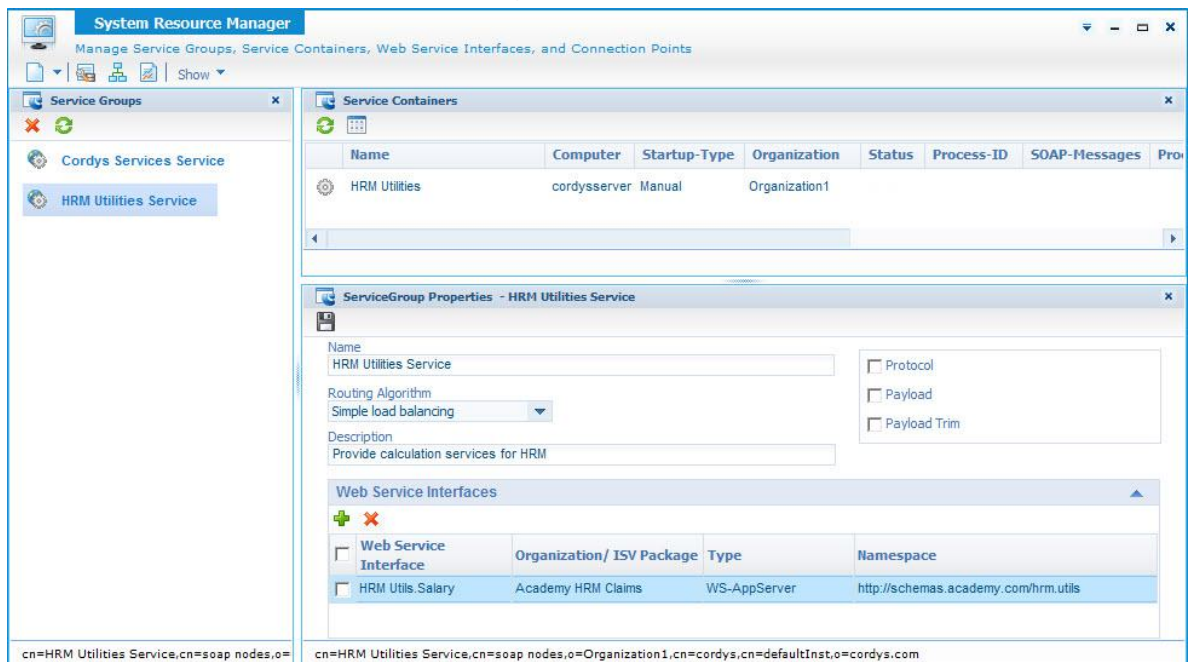 System Resource Manager
Manage Service Groups, Service Containers, Web Service Interfaces, and Connection Points
Show
Service Groups
Cordys Services Service
HRM Utilities Service
Service Containers
Name Computer Startup-Type Organization Status Process-ID SOAP-Messages Pro
HRM Utilities cordysserver Manual Organization1
ServiceGroup Properties - HRM Utilities Service
Name
HRM Utilities Service
Routing Algorithm
Simple load balancing
Description
Provide calculation services for HRM
Protocol
Payload
Payload Trim
Web Service Interfaces
Web Service Interface Organization/ ISV Package Type Namespace
HRM Utils.Salary Academy HRM Claims WS-AppServer http://schemas.academy.com/hrm.utils
cn=HRM Utilities Service,cn=soap nodes,o=
cn=HRM Utilities Service,cn=soap nodes,o=Organization1,cn=cordys,cn=defaultInst,o=cordys.com